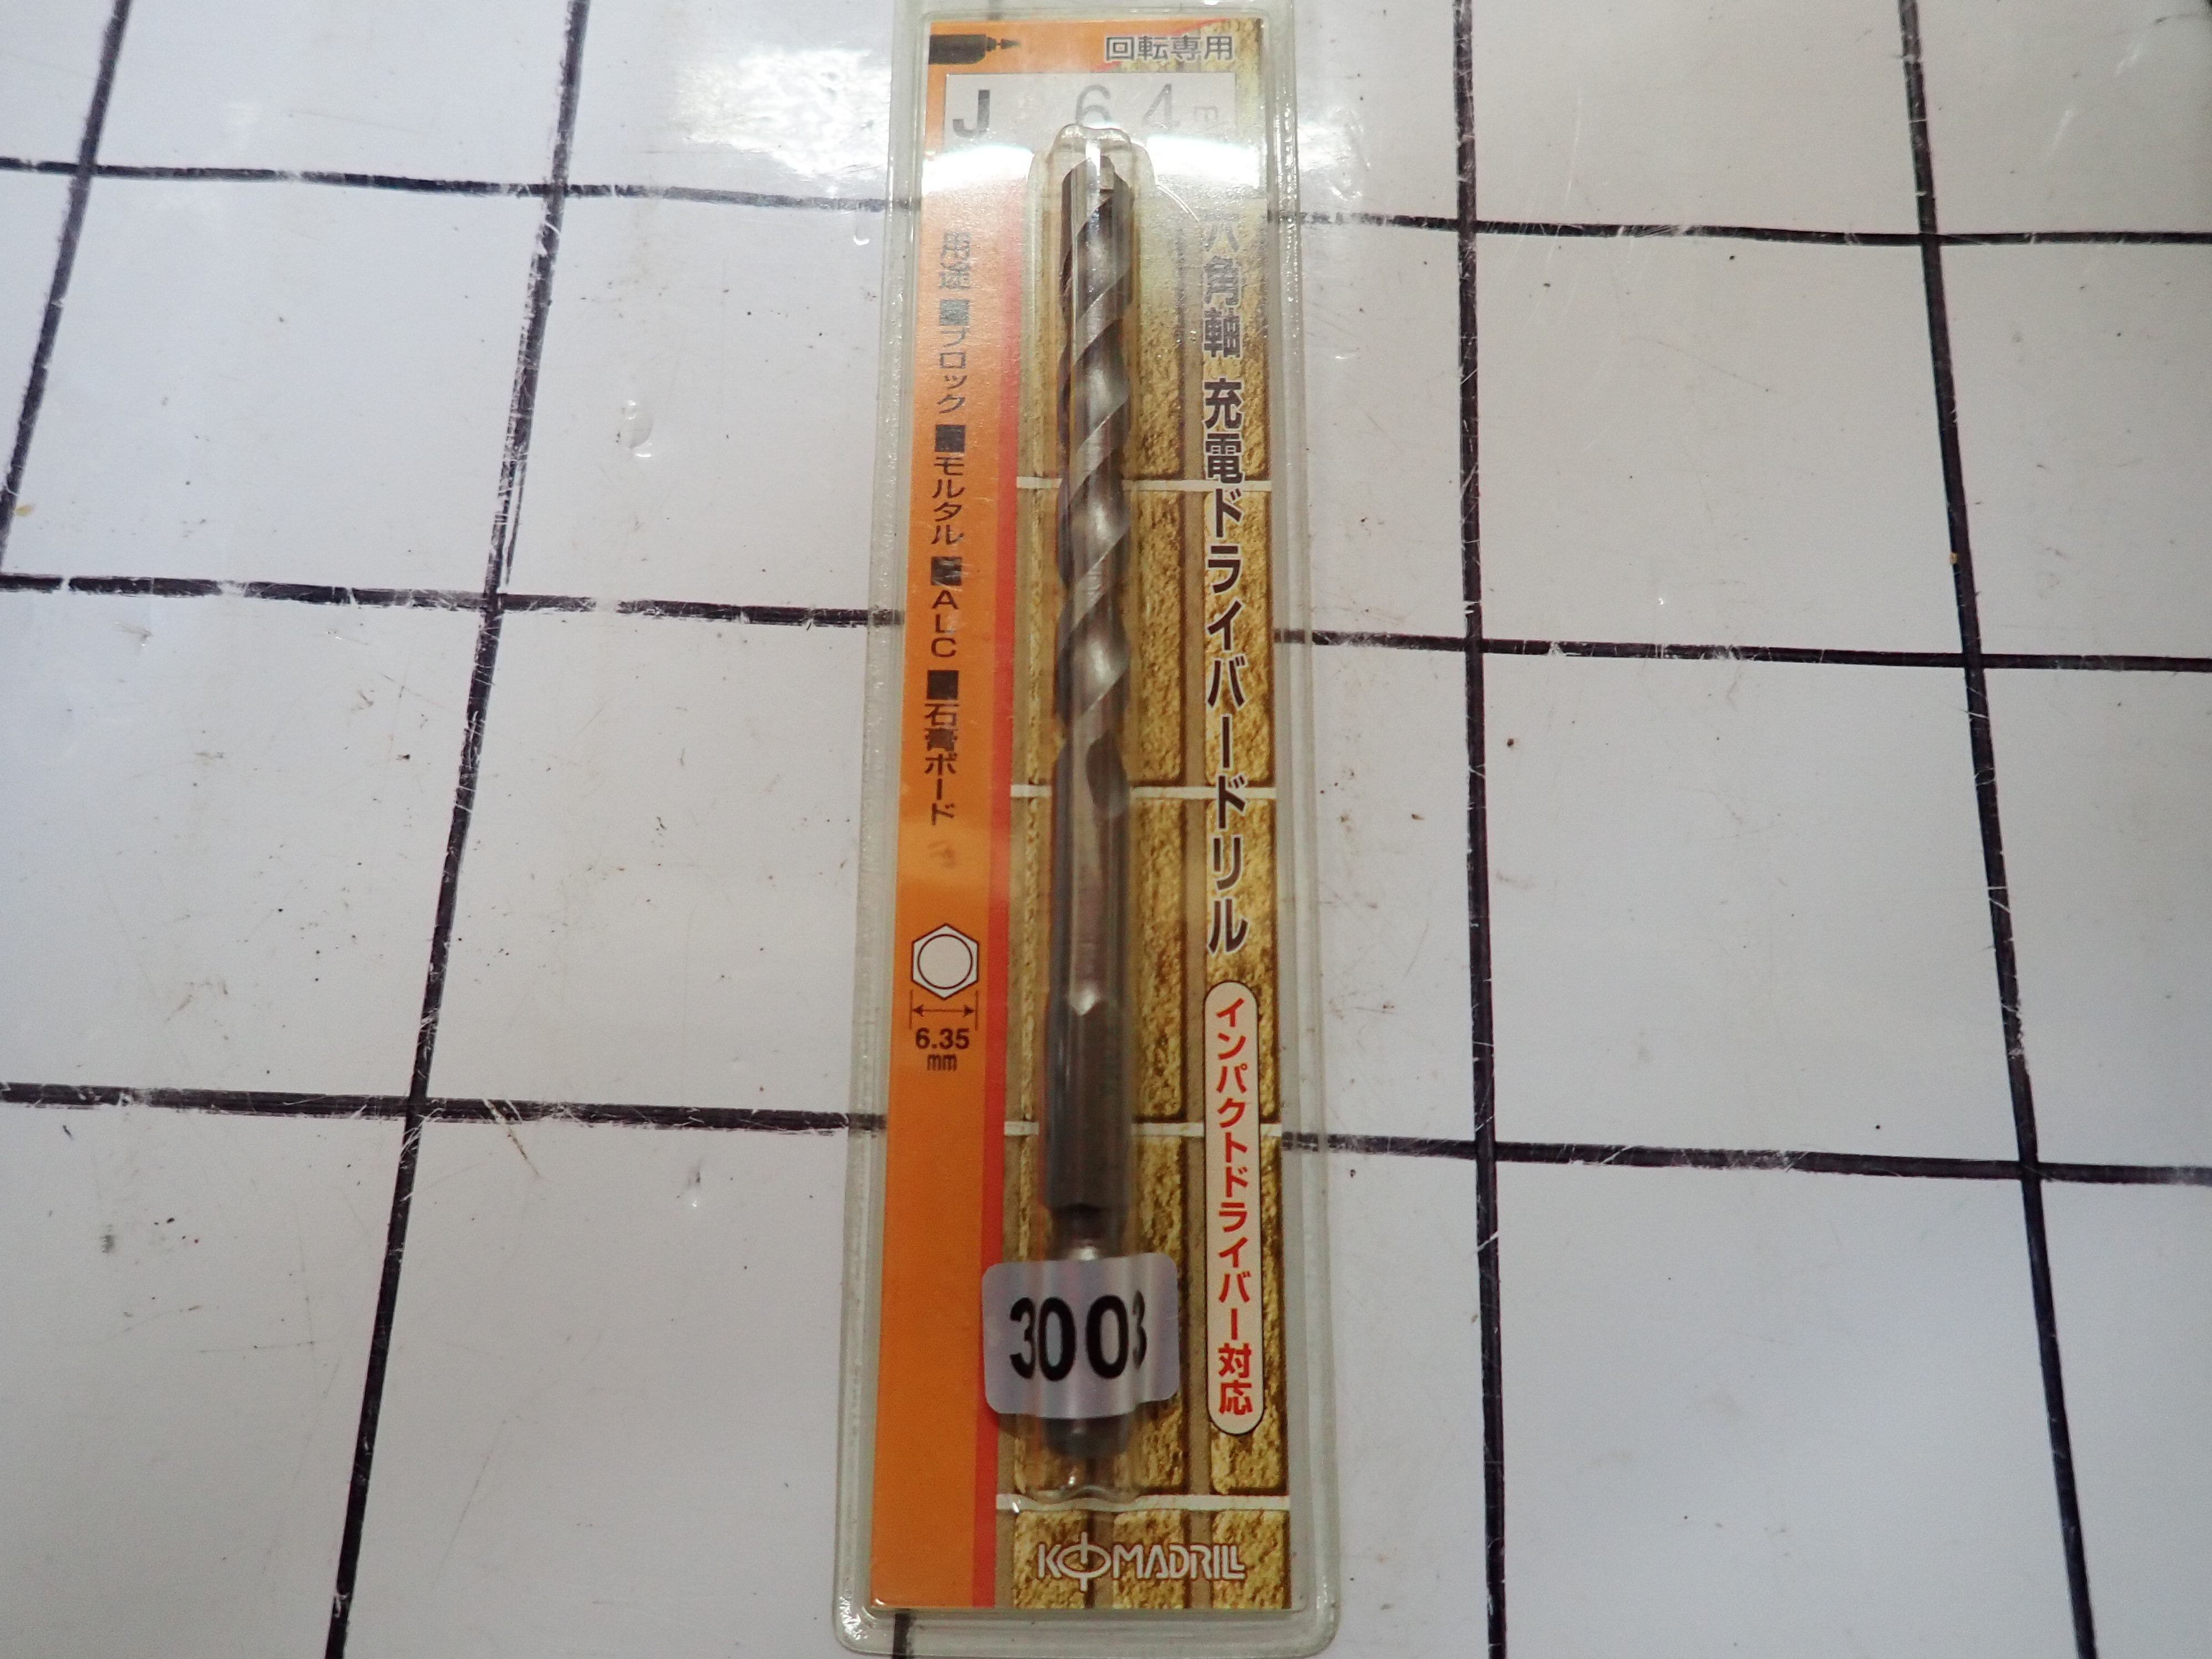 回転専用
J 6.4
六角軸 充電ドライバードリル
インパクトドライバー対応
用途 ■ブロック ■モルタル ■ALC ■石膏ボード
6.35
mm
3003
KOMADRILL